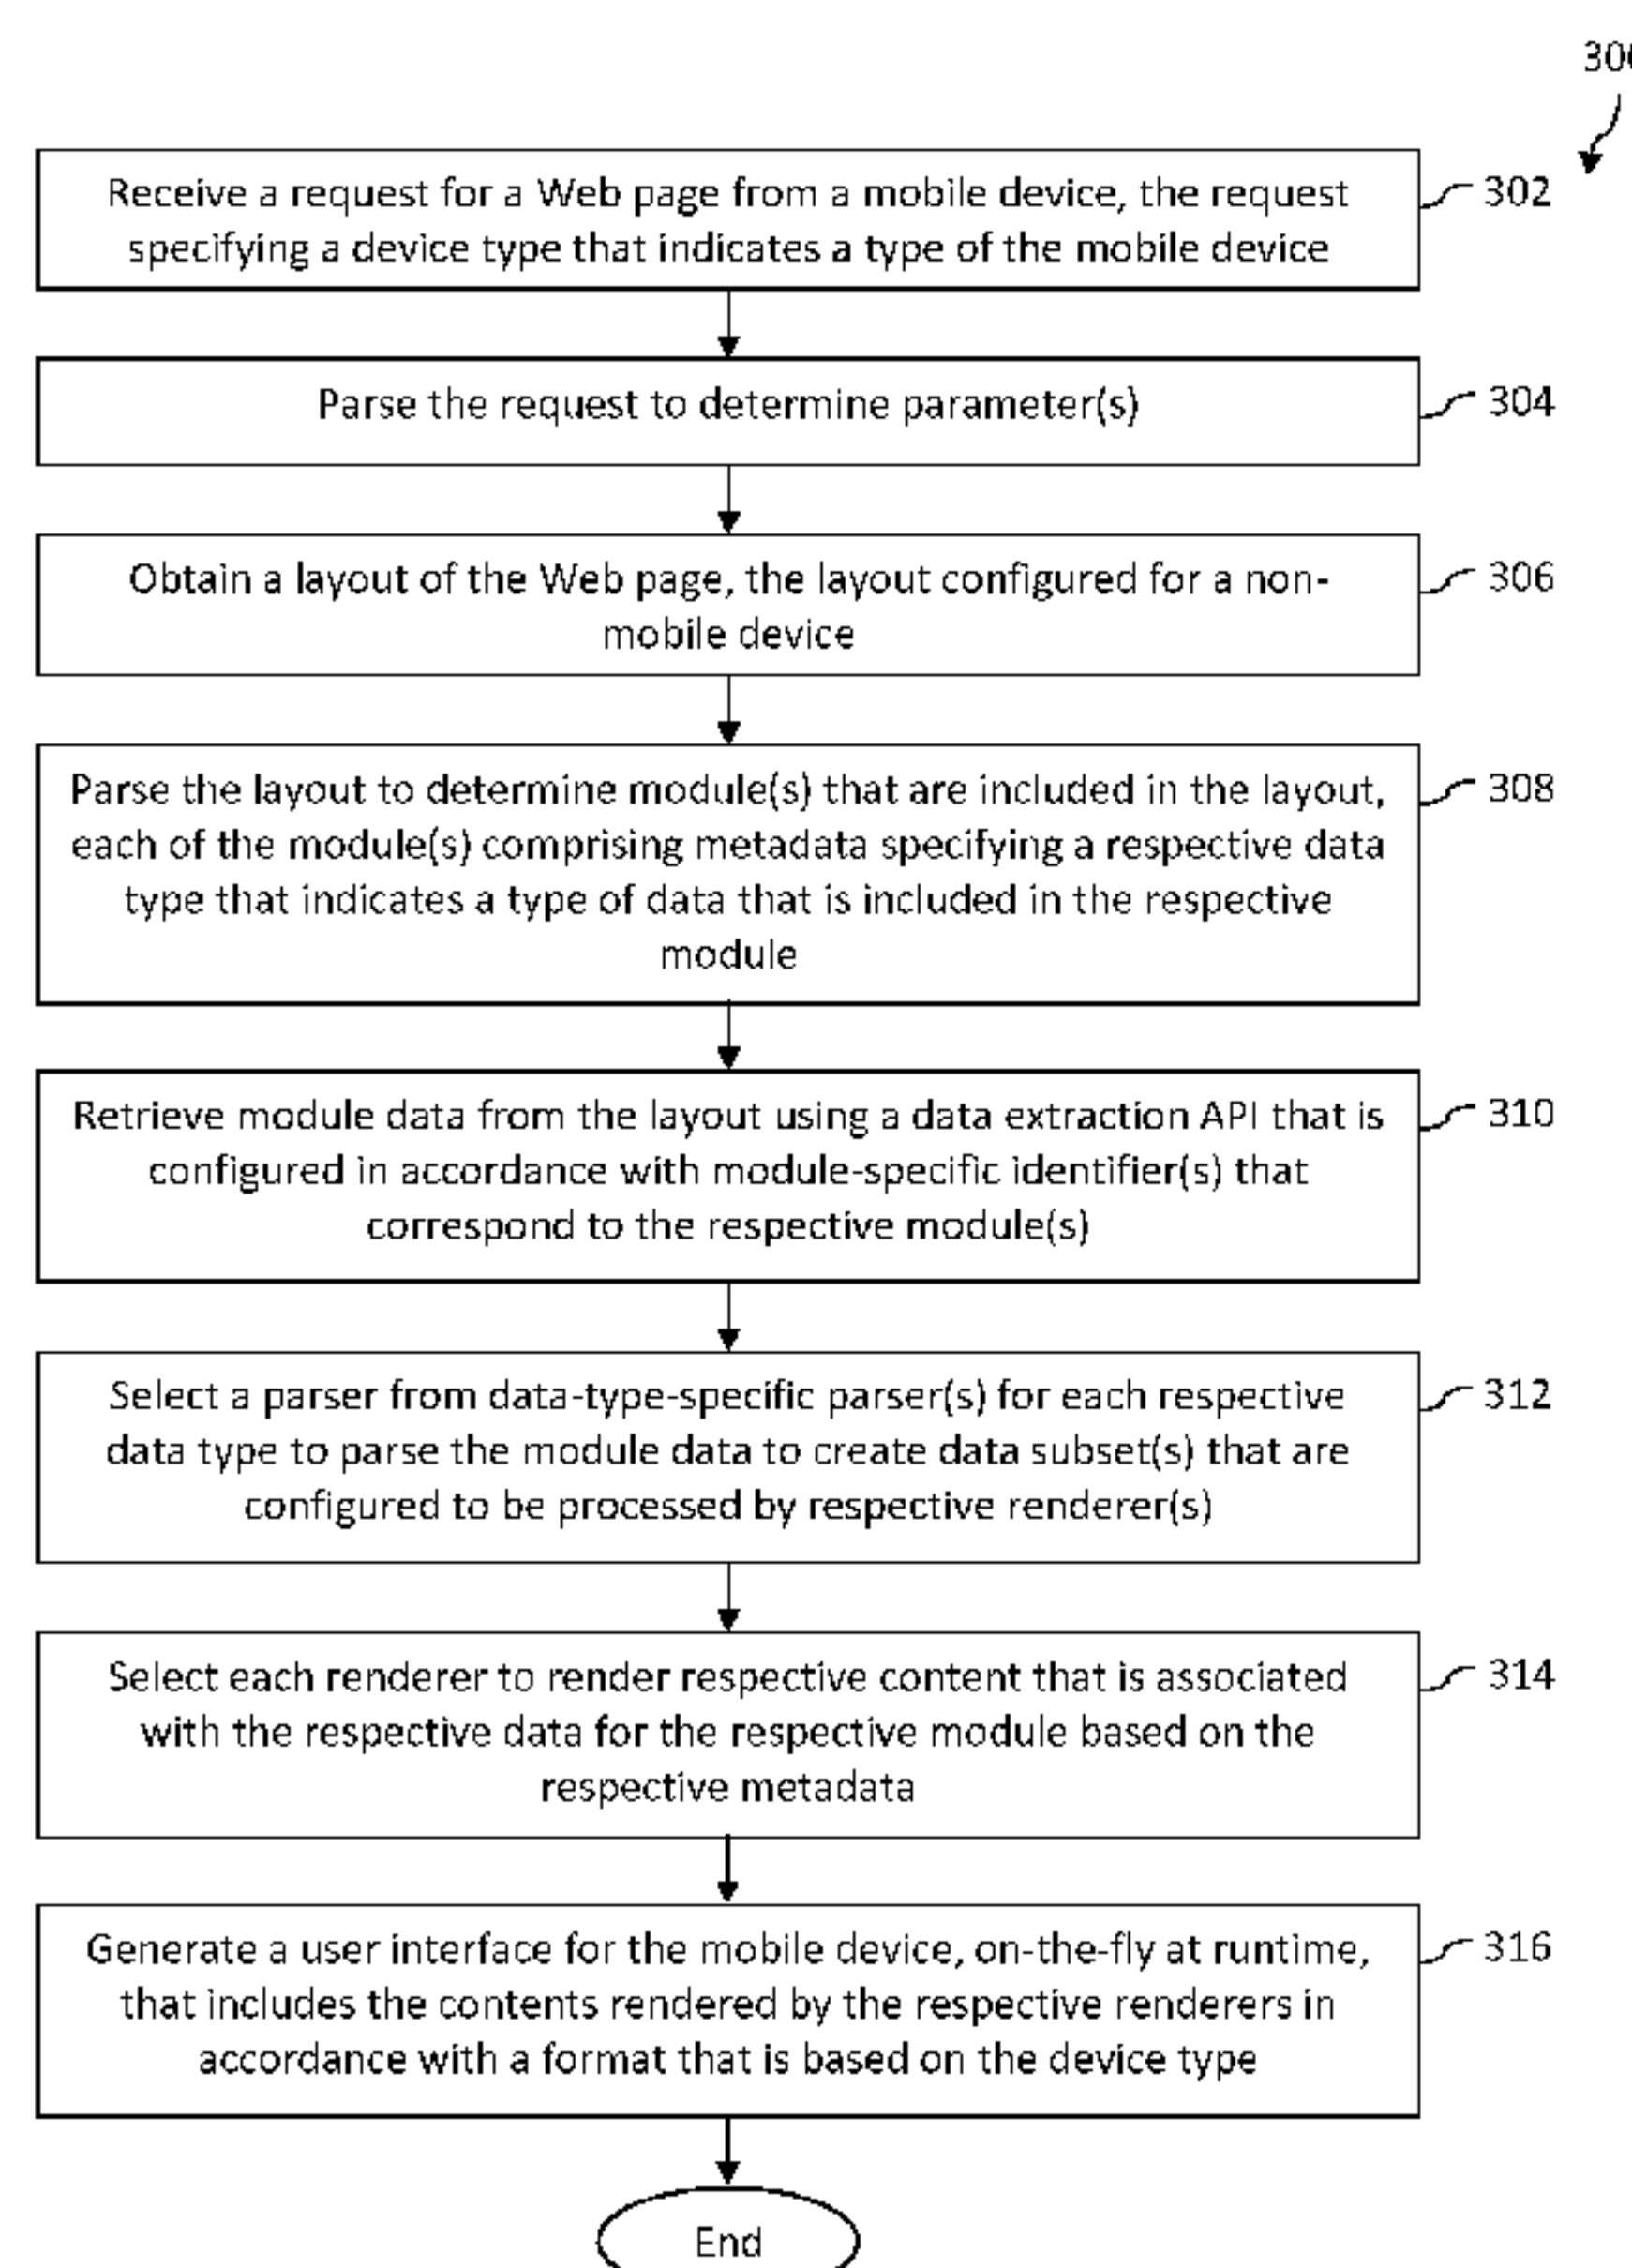 300
Receive a request for a Web page from a mobile device, the request
specifying a device type that indicates a type of the mobile device
302
Parse the request to determine parameter(s)
304
Obtain a layout of the Web page, the layout configured for a non-
mobile device
306
Parse the layout to determine module(s) that are included in the layout,
each of the module(s) comprising metadata specifying a respective data
type that indicates a type of data that is included in the respective
module
308
Retrieve module data from the layout using a data extraction API that is
configured in accordance with module-specific identifier(s) that
correspond to the respective module(s)
310
Select a parser from data-type-specific parser(s) for each respective
data type to parse the module data to create data subset(s) that are
configured to be processed by respective renderer(s)
312
Select each renderer to render respective content that is associated
with the respective data for the respective module based on the
respective metadata
314
Generate a user interface for the mobile device, on-the-fly at runtime,
that includes the contents rendered by the respective renderers in
accordance with a format that is based on the device type
316
End